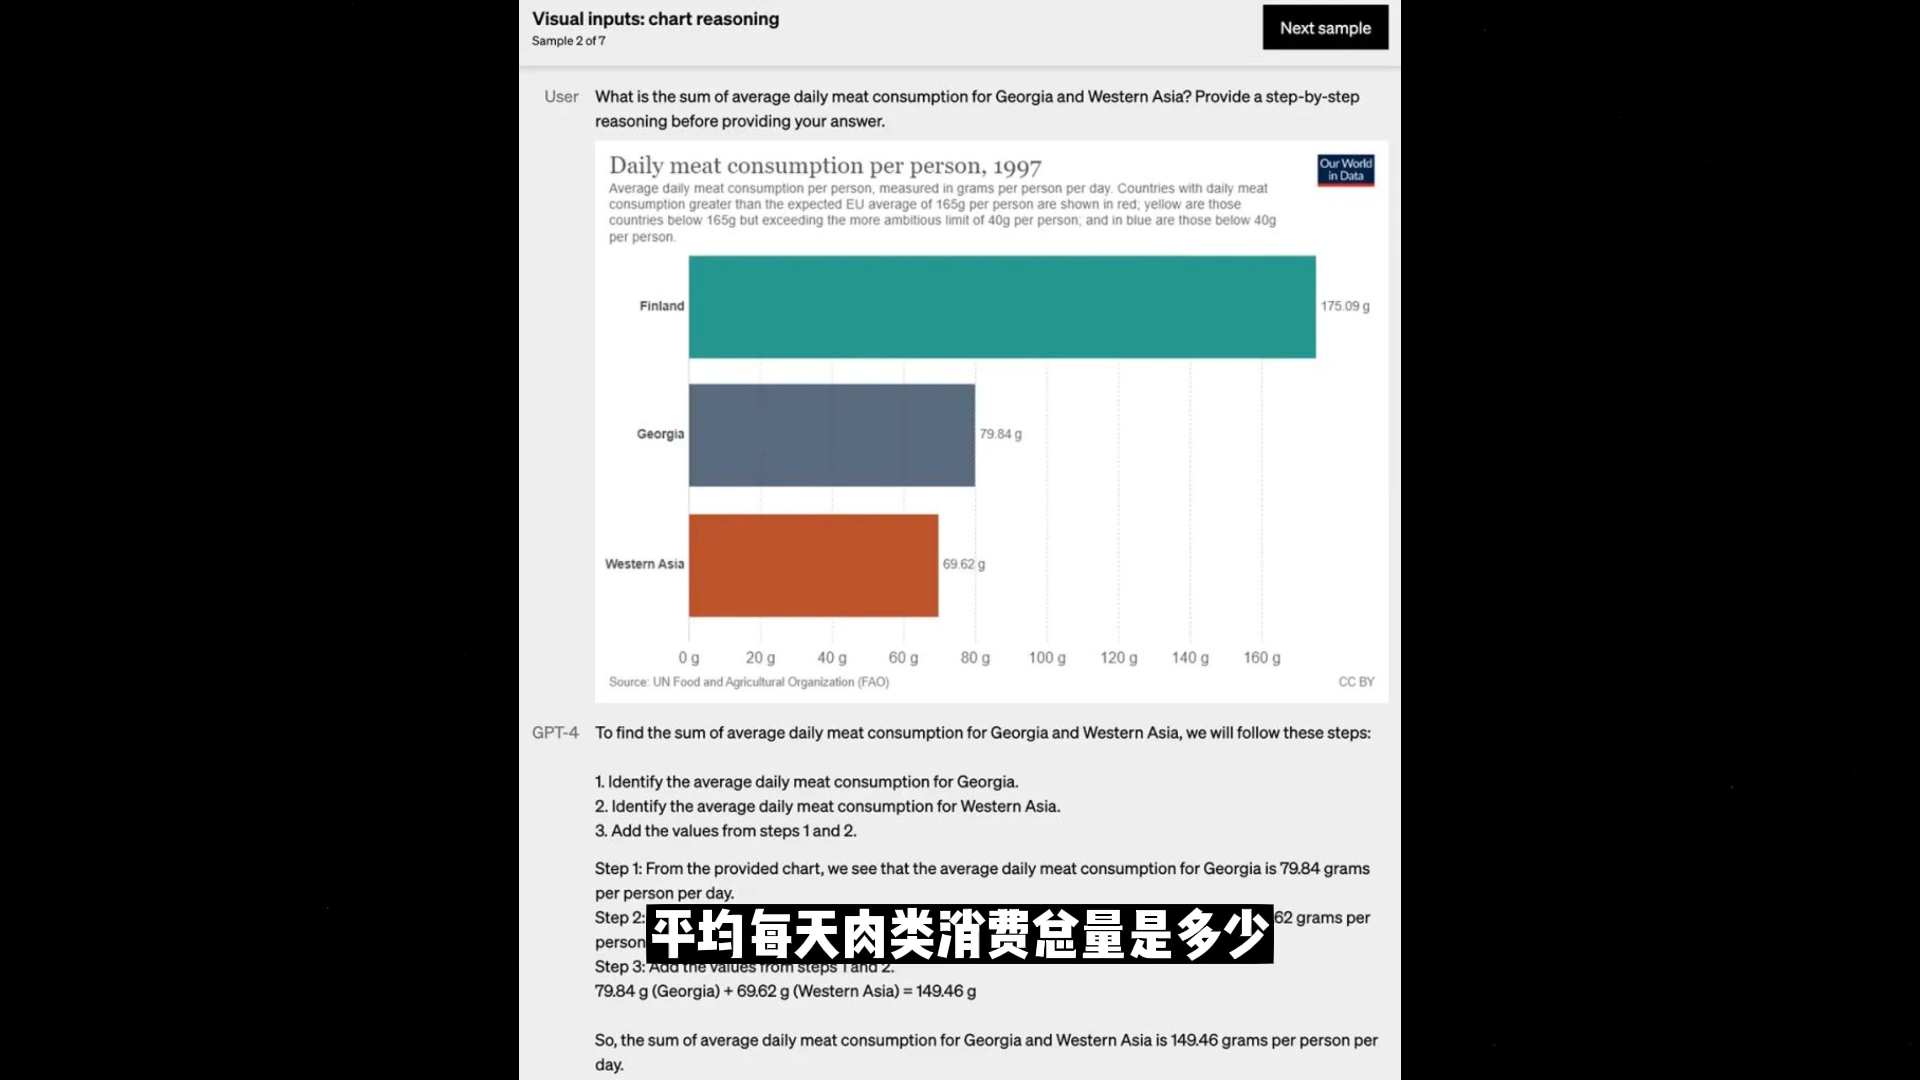 Visual inputs: chart reasoning
Sample 2 of 7
Next sample
User
What is the sum of average daily meat consumption for Georgia and Western Asia? Provide a step-by-step
reasoning before providing your answer.
Daily meat consumption per person, 1997
Our World
in Data
Average daily meat consumption per person, measured in grams per person per day. Countries with daily meat
consumption greater than the expected EU average of 165g per person are shown in red; yellow are those
countries below 165g but exceeding the more ambitious limit of 40g per person; and in blue are those below 40g
per person.
Finland
175.09 g
Georgia
79.84 g
Western Asia
69.62 g
0 g 20 g 40 g 60 g 80 g 100 g 120 g 140 g 160 g
Source: UN Food and Agricultural Organization (FAO)
CC BY
GPT-4
To find the sum of average daily meat consumption for Georgia and Western Asia, we will follow these steps:
1. Identify the average daily meat consumption for Georgia.
2. Identify the average daily meat consumption for Western Asia.
3. Add the values from steps 1 and 2.
Step 1: From the provided chart, we see that the average daily meat consumption for Georgia is 79.84 grams
per person per day.
Step 2: 62 grams per
person
平均每天肉类消费总量是多少
Step 3: Add the values from steps 1 and 2.
79.84 g (Georgia) + 69.62 g (Western Asia) = 149.46 g
So, the sum of average daily meat consumption for Georgia and Western Asia is 149.46 grams per person per
day.